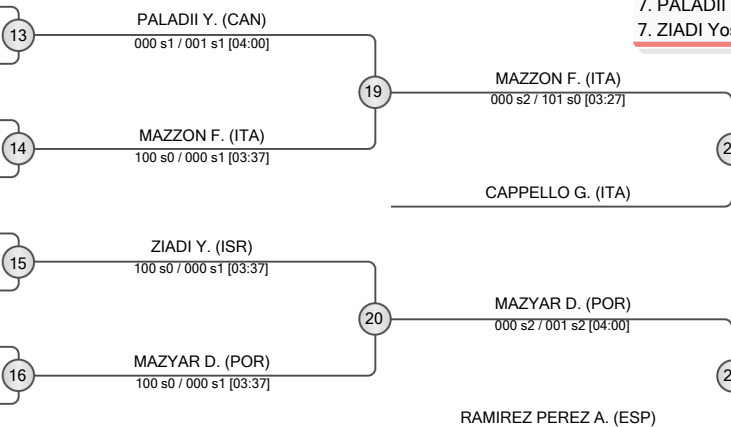 7. PALADII
7. ZIADI Yos
13
PALADII Y. (CAN)
000 s1 / 001 s1 [04:00]
19
MAZZON F. (ITA)
000 s2 / 101 s0 [03:27]
14
MAZZON F. (ITA)
100 s0 / 000 s1 [03:37]
2
CAPPELLO G. (ITA)
15
ZIADI Y. (ISR)
100 s0 / 000 s1 [03:37]
20
MAZYAR D. (POR)
000 s2 / 001 s2 [04:00]
16
MAZYAR D. (POR)
100 s0 / 000 s1 [03:37]
2
RAMIREZ PEREZ A. (ESP)